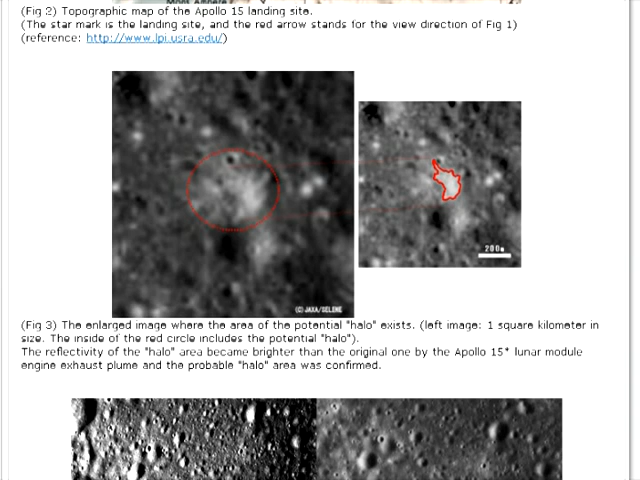 (Fig 2) Topographic map of the Apollo 15 landing site.
(The star mark is the landing site, and the red arrow stands for the view direction of Fig 1)
(reference: http://www.lpi.usra.edu/)
200m
(C)JAXA/SELENE
(Fig 3) The enlarged image where the area of the potential "halo" exists. (left image: 1 square kilometer in
size. The inside of the red circle includes the potential "halo").
The reflectivity of the "halo" area became brighter than the original one by the Apollo 15* lunar module
engine exhaust plume and the probable "halo" area was confirmed.